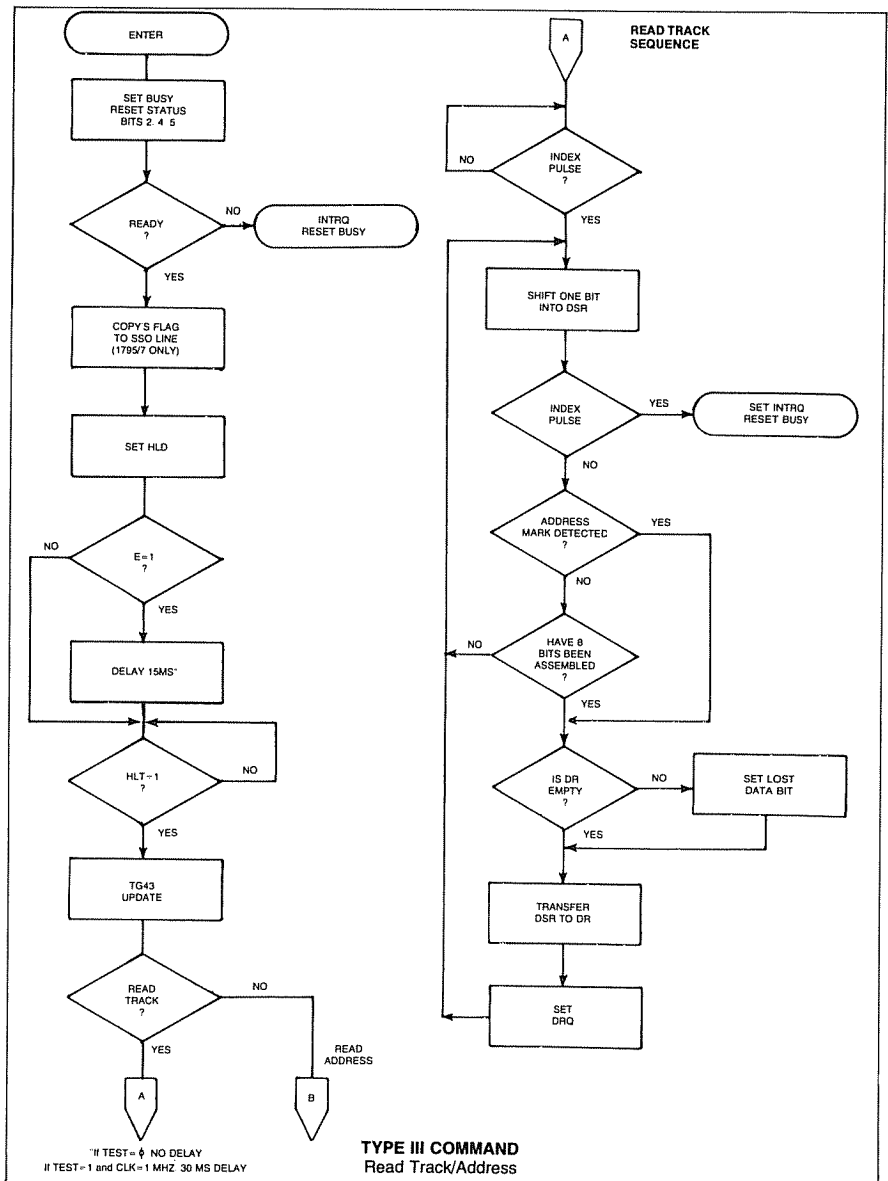 ENTER
SET BUSY
RESET STATUS
BITS 2, 4 5
READY
?
NO
INTRQ
RESET BUSY
YES
COPY'S FLAG
TO SSO LINE
(1795/7 ONLY)
SET HLD
NO
E=1
?
YES
DELAY 15MS*
HLT=1
?
NO
YES
TG43
UPDATE
READ
TRACK
?
NO
YES
READ
ADDRESS
A
B
*If TEST=ϕ NO DELAY
If TEST=1 and CLK=1 MHZ 30 MS DELAY
A
READ TRACK
SEQUENCE
NO
INDEX
PULSE
?
YES
SHIFT ONE BIT
INTO DSR
INDEX
PULSE
YES
SET INTRQ
RESET BUSY
NO
ADDRESS
MARK DETECTED
?
YES
NO
NO
HAVE 8
BITS BEEN
ASSEMBLED
?
YES
IS DR
EMPTY
?
NO
SET LOST
DATA BIT
YES
TRANSFER
DSR TO DR
SET
DRQ
TYPE III COMMAND
Read Track/Address